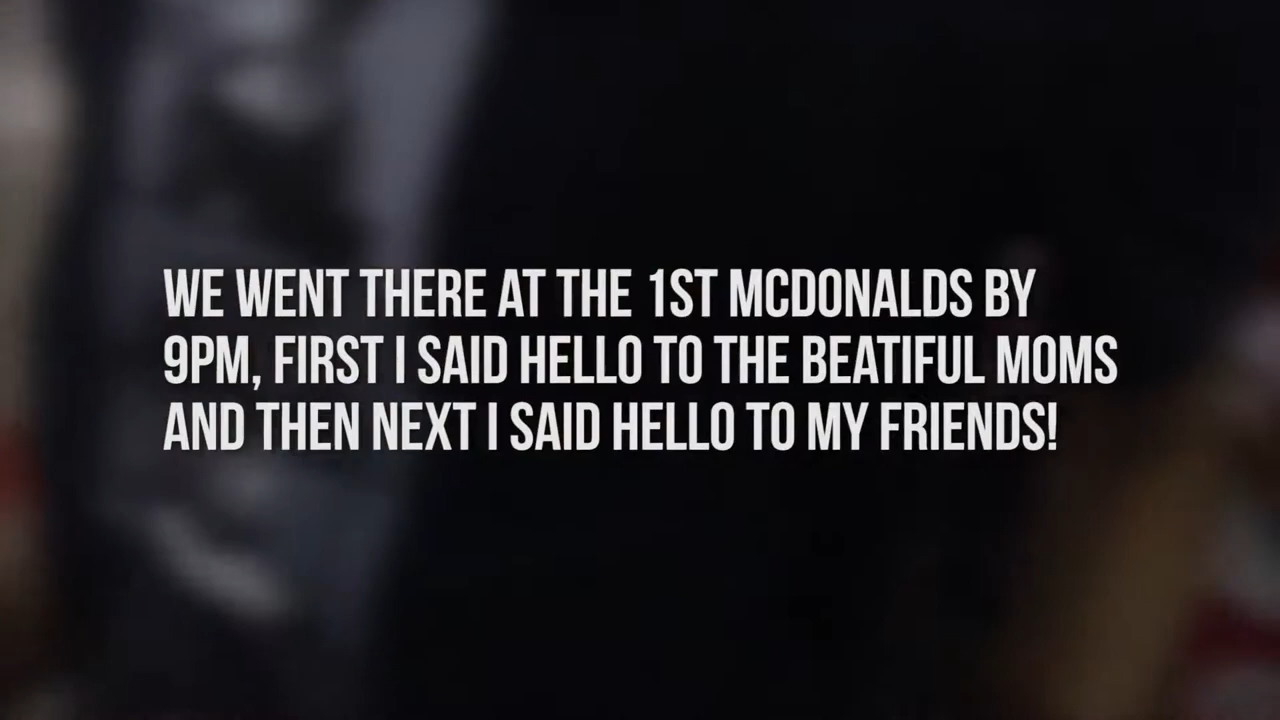 WE WENT THERE AT THE 1ST MCDONALDS BY
9PM, FIRST I SAID HELLO TO THE BEATIFUL MOMS
AND THEN NEXT I SAID HELLO TO MY FRIENDS!